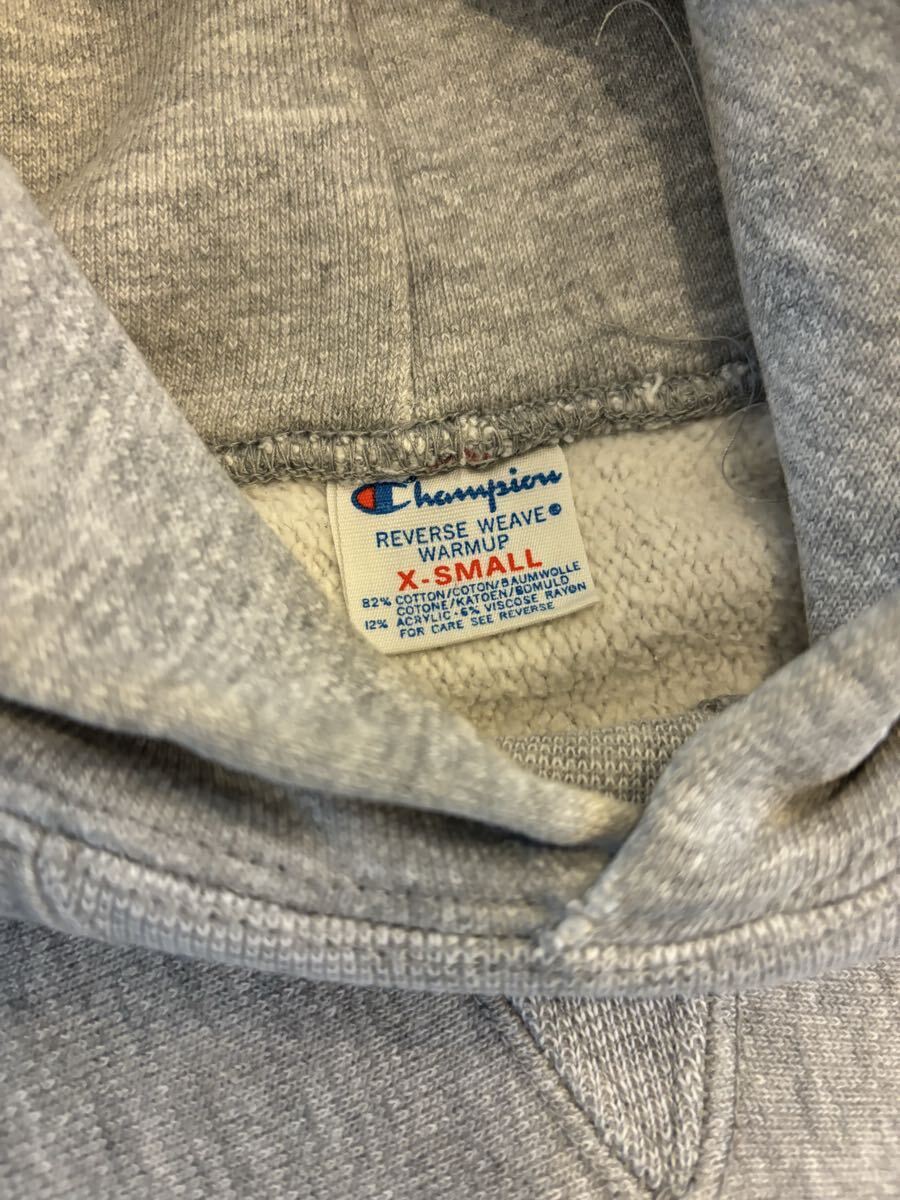 Champion
REVERSE WEAVE®
WARMUP
X-SMALL
82% COTTON/COTON/BAUMWOLLE
COTONE/KATOEN/BOMULD
12% ACRYLIC-6% VISCOSE RAYON
FOR CARE SEE REVERSE